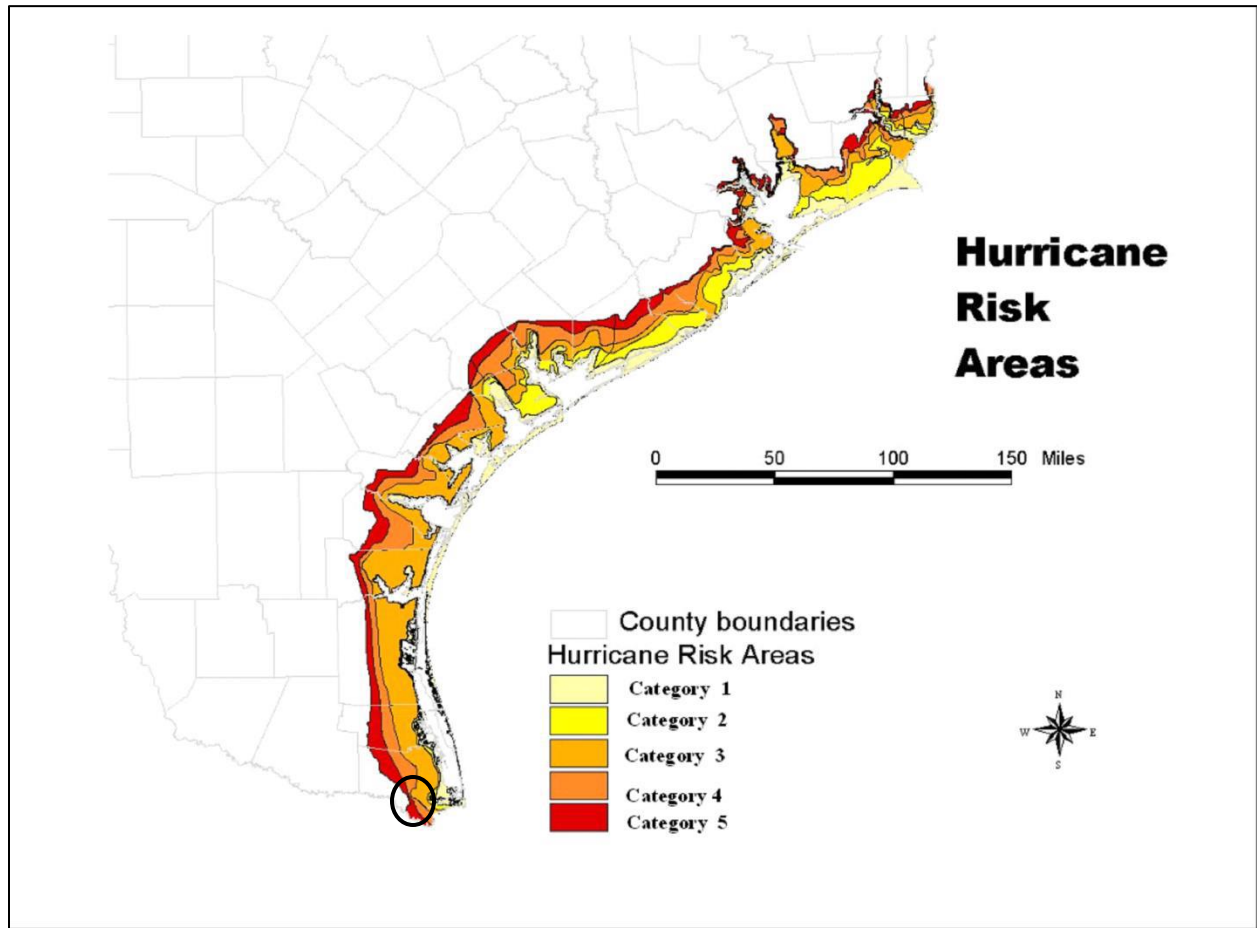 Hurricane
Risk
Areas
0 50 100 150 Miles
County boundaries
Hurricane Risk Areas
Category 1
Category 2
Category 3
Category 4
Category 5
N
W E
S